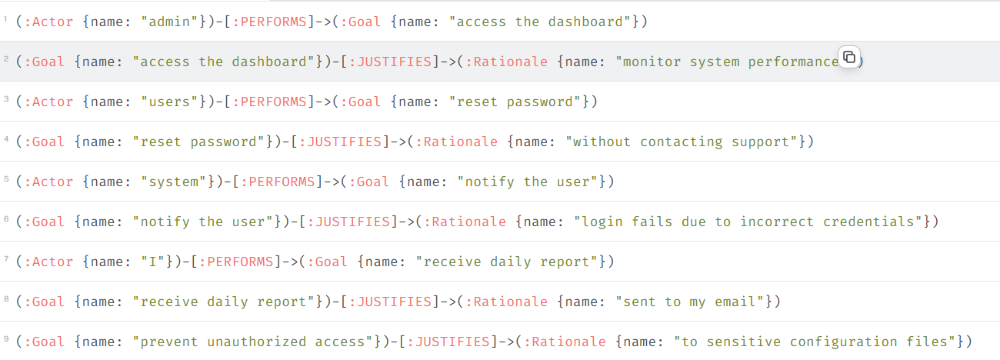 1 (:Actor {name: "admin"})-[:PERFORMS]->(:Goal {name: "access the dashboard"})
2 (:Goal {name: "access the dashboard"})-[:JUSTIFIES]->(:Rationale {name: "monitor system performance )
3 (:Actor {name: "users"})-[:PERFORMS]->(:Goal {name: "reset password"})
4 (:Goal {name: "reset password"})-[:JUSTIFIES]->(:Rationale {name: "without contacting support"})
5 (:Actor {name: "system"})-[:PERFORMS]->(:Goal {name: "notify the user"})
6 (:Goal {name: "notify the user"})-[:JUSTIFIES]->(:Rationale {name: "login fails due to incorrect credentials"})
7 (:Actor {name: "I"})-[:PERFORMS]->(:Goal {name: "receive daily report"})
8 (:Goal {name: "receive daily report"})-[:JUSTIFIES]->(:Rationale {name: "sent to my email"})
9 (:Goal {name: "prevent unauthorized access"})-[:JUSTIFIES]->(:Rationale {name: "to sensitive configuration files"})